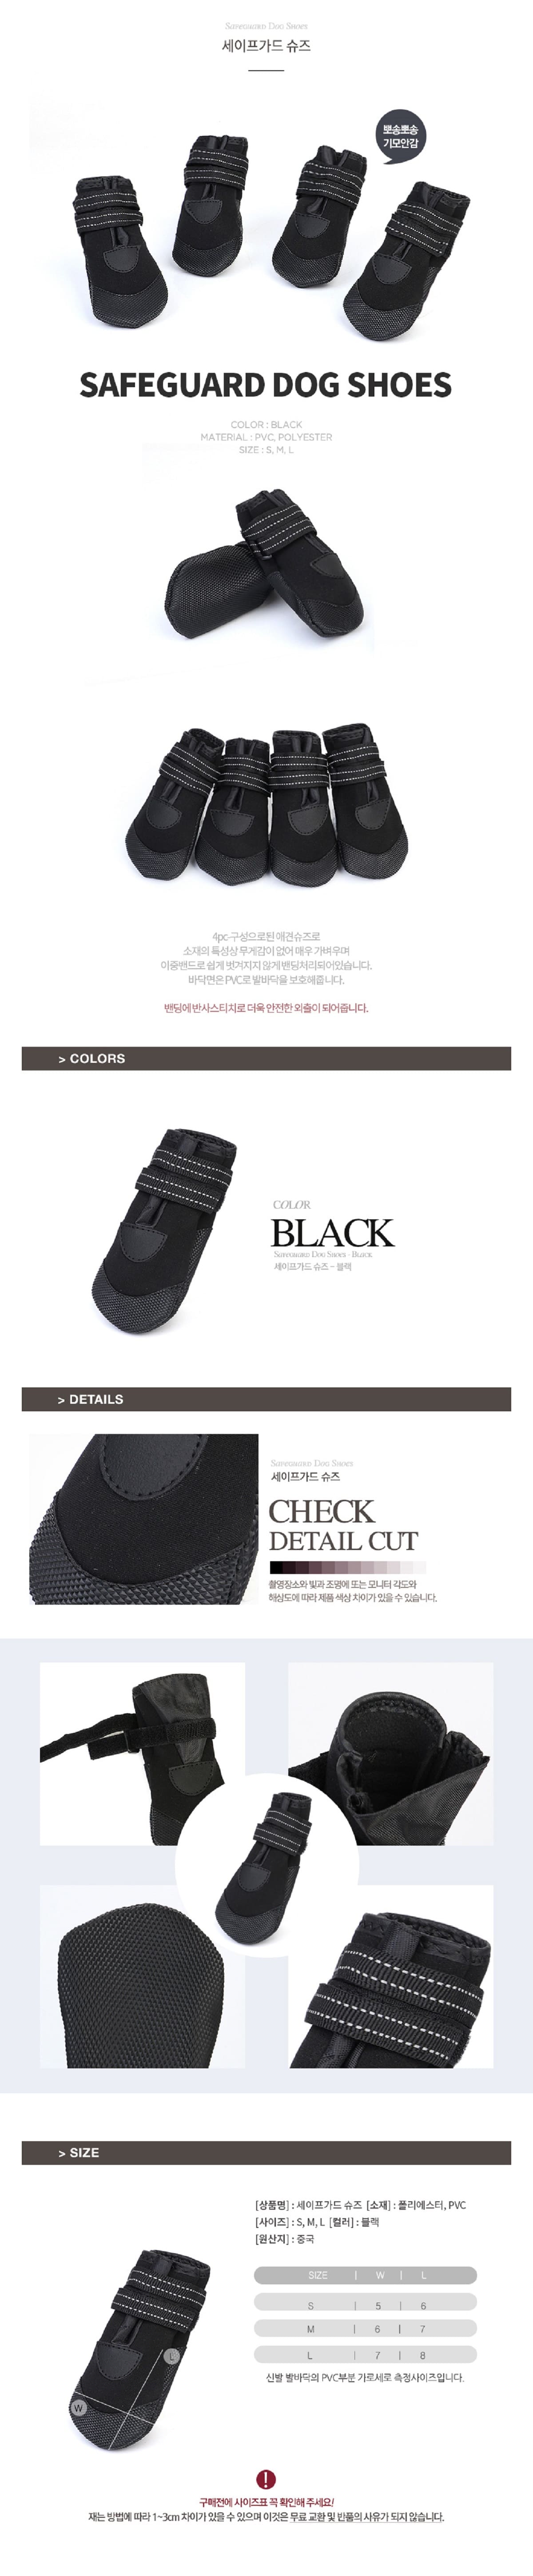 Safeguard Dog Shoes
세이프가드 슈즈
뽀송뽀송
기모안감
SAFEGUARD DOG SHOES
COLOR : BLACK
MATERIAL : PVC, POLYESTER
SIZE : S, M, L
4pc구성으로된 애견슈즈로
소재의 특성상 무게감이 없어 매우 가벼우며
이중밴드로 쉽게 벗겨지지 않게 밴딩처리되어있습니다.
바닥면은 PVC로 발바닥을 보호해줍니다.
밴딩에 반사스티치로 더욱 안전한 외출이 되어줍니다.
> COLORS
COLOR
BLACK
Safeguard Dog Shoes - Black
세이프가드 슈즈 - 블랙
> DETAILS
Safeguard Dog Shoes
세이프가드 슈즈
CHECK
DETAIL CUT
촬영장소와 빛과 조명에 또는 모니터 각도와
해상도에 따라 제품 색상 차이가 있을 수 있습니다.
> SIZE
[상품명] : 세이프가드 슈즈 [소재] : 폴리에스터, PVC
[사이즈] : S, M, L [컬러] : 블랙
[원산지] : 중국
SIZE | W | L
S | 5 | 6
M | 6 | 7
L | 7 | 8
신발 발바닥의 PVC부분 가로세로 측정사이즈입니다.
L
W
!
구매전에 사이즈표 꼭 확인해 주세요!
재는 방법에 따라 1~3cm 차이가 있을 수 있으며 이것은 무료 교환 및 반품의 사유가 되지 않습니다.